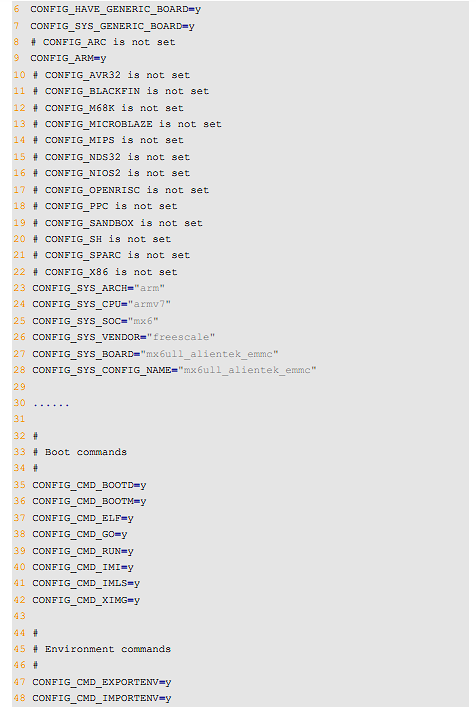 6 CONFIG_HAVE_GENERIC_BOARD=y
7 CONFIG_SYS_GENERIC_BOARD=y
8 # CONFIG_ARC is not set
9 CONFIG_ARM=y
10 # CONFIG_AVR32 is not set
11 # CONFIG_BLACKFIN is not set
12 # CONFIG_M68K is not set
13 # CONFIG_MICROBLAZE is not set
14 # CONFIG_MIPS is not set
15 # CONFIG_NDS32 is not set
16 # CONFIG_NIOS2 is not set
17 # CONFIG_OPENRISC is not set
18 # CONFIG_PPC is not set
19 # CONFIG_SANDBOX is not set
20 # CONFIG_SH is not set
21 # CONFIG_SPARC is not set
22 # CONFIG_X86 is not set
23 CONFIG_SYS_ARCH="arm"
24 CONFIG_SYS_CPU="armv7"
25 CONFIG_SYS_SOC="mx6"
26 CONFIG_SYS_VENDOR="freescale"
27 CONFIG_SYS_BOARD="mx6ull_alientek_emmc"
28 CONFIG_SYS_CONFIG_NAME="mx6ull_alientek_emmc"
29
30 ......
31
32 #
33 # Boot commands
34 #
35 CONFIG_CMD_BOOTD=y
36 CONFIG_CMD_BOOTM=y
37 CONFIG_CMD_ELF=y
38 CONFIG_CMD_GO=y
39 CONFIG_CMD_RUN=y
40 CONFIG_CMD_IMI=y
41 CONFIG_CMD_IMLS=y
42 CONFIG_CMD_XIMG=y
43
44 #
45 # Environment commands
46 #
47 CONFIG_CMD_EXPORTENV=y
48 CONFIG_CMD_IMPORTENV=y